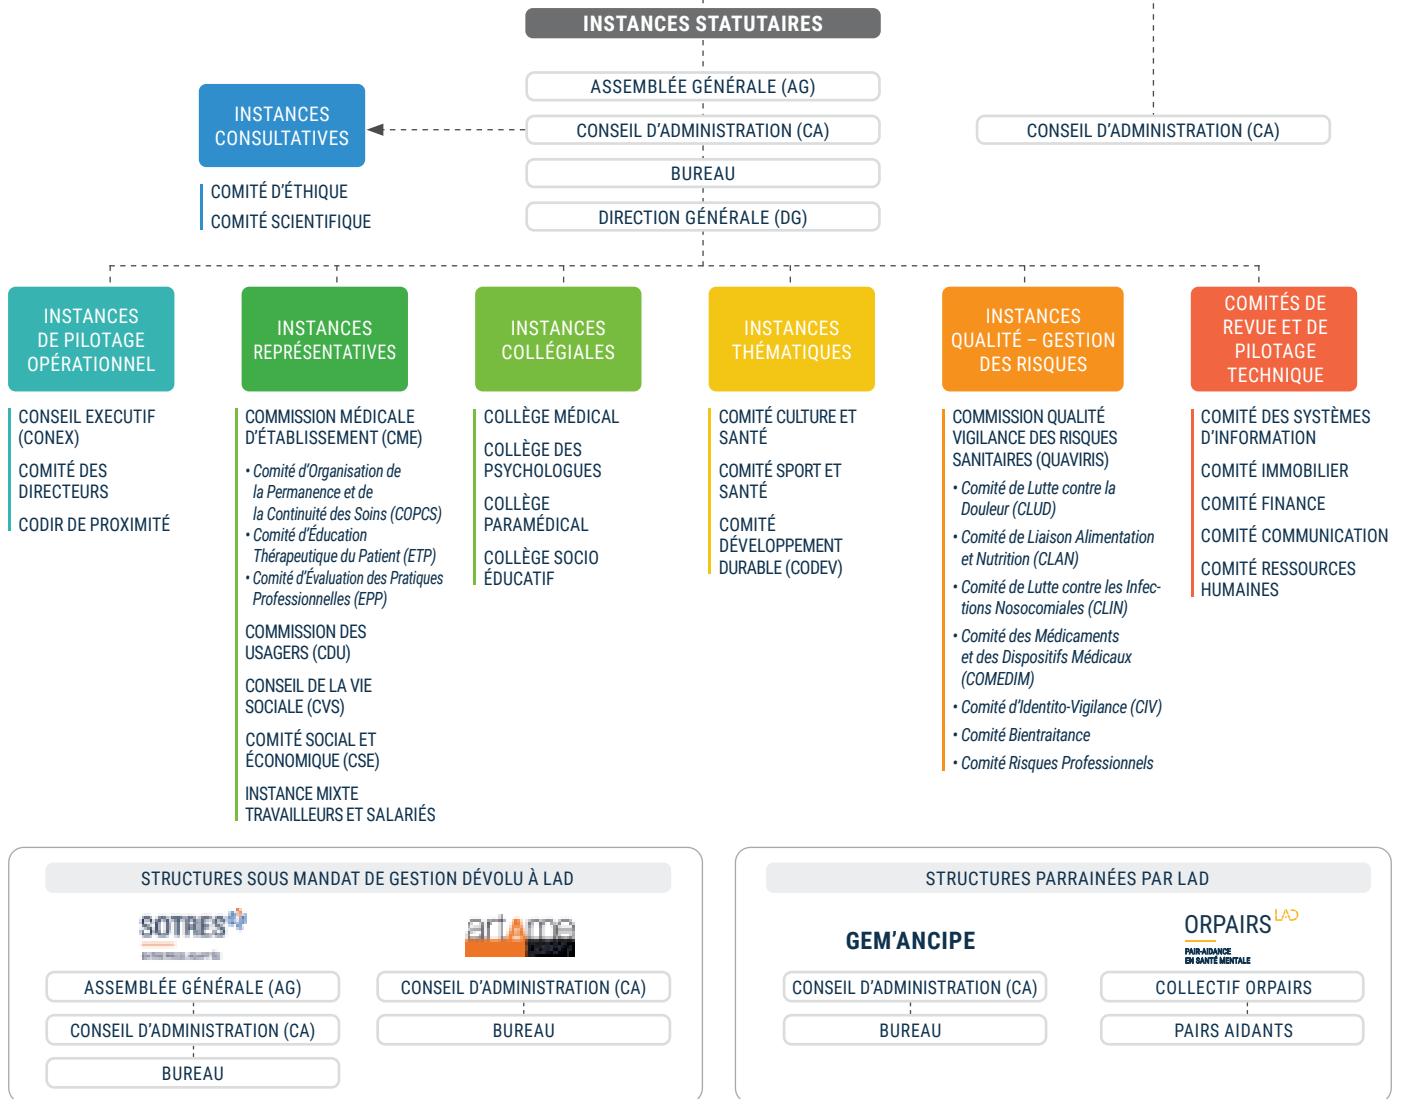 INSTANCES STATUTAIRES
ASSEMBLÉE GÉNÉRALE (AG)
CONSEIL D'ADMINISTRATION (CA)
BUREAU
DIRECTION GÉNÉRALE (DG)
CONSEIL D'ADMINISTRATION (CA)
INSTANCES
CONSULTATIVES
COMITÉ D'ÉTHIQUE
COMITÉ SCIENTIFIQUE
INSTANCES
DE PILOTAGE
OPÉRATIONNEL
CONSEIL EXECUTIF
(CONEX)
COMITÉ DES
DIRECTEURS
CODIR DE PROXIMITÉ
INSTANCES
REPRÉSENTATIVES
COMMISSION MÉDICALE
D'ÉTABLISSEMENT (CME)
• Comité d'Organisation de
la Permanence et de
la Continuité des Soins (COPCS)
• Comité d'Éducation
Thérapeutique du Patient (ETP)
• Comité d'Évaluation des Pratiques
Professionnelles (EPP)
COMMISSION DES
USAGERS (CDU)
CONSEIL DE LA VIE
SOCIALE (CVS)
COMITÉ SOCIAL ET
ÉCONOMIQUE (CSE)
INSTANCE MIXTE
TRAVAILLEURS ET SALARIÉS
INSTANCES
COLLÉGIALES
COLLÈGE MÉDICAL
COLLÈGE DES
PSYCHOLOGUES
COLLÈGE
PARAMÉDICAL
COLLÈGE SOCIO
ÉDUCATIF
INSTANCES
THÉMATIQUES
COMITÉ CULTURE ET
SANTÉ
COMITÉ SPORT ET
SANTÉ
COMITÉ
DÉVELOPPEMENT
DURABLE (CODEV)
INSTANCES
QUALITÉ – GESTION
DES RISQUES
COMMISSION QUALITÉ
VIGILANCE DES RISQUES
SANITAIRES (QUAVIRIS)
• Comité de Lutte contre la
Douleur (CLUD)
• Comité de Liaison Alimentation
et Nutrition (CLAN)
• Comité de Lutte contre les Infec-
tions Nosocomiales (CLIN)
• Comité des Médicaments
et des Dispositifs Médicaux
(COMEDIM)
• Comité d'Identito-Vigilance (CIV)
• Comité Bientraitance
• Comité Risques Professionnels
COMITÉS DE
REVUE ET DE
PILOTAGE
TECHNIQUE
COMITÉ DES SYSTÈMES
D'INFORMATION
COMITÉ IMMOBILIER
COMITÉ FINANCE
COMITÉ COMMUNICATION
COMITÉ RESSOURCES
HUMAINES
STRUCTURES SOUS MANDAT DE GESTION DÉVOLU À LAD
SOTRES
ASSEMBLÉE GÉNÉRALE (AG)
CONSEIL D'ADMINISTRATION (CA)
BUREAU
artAme
CONSEIL D'ADMINISTRATION (CA)
BUREAU
STRUCTURES PARRAINÉES PAR LAD
GEM'ANCIPE
CONSEIL D'ADMINISTRATION (CA)
BUREAU
ORPAIRS LAD
PAIR-AIDANCE
EN SANTÉ MENTALE
COLLECTIF ORPAIRS
PAIRS AIDANTS